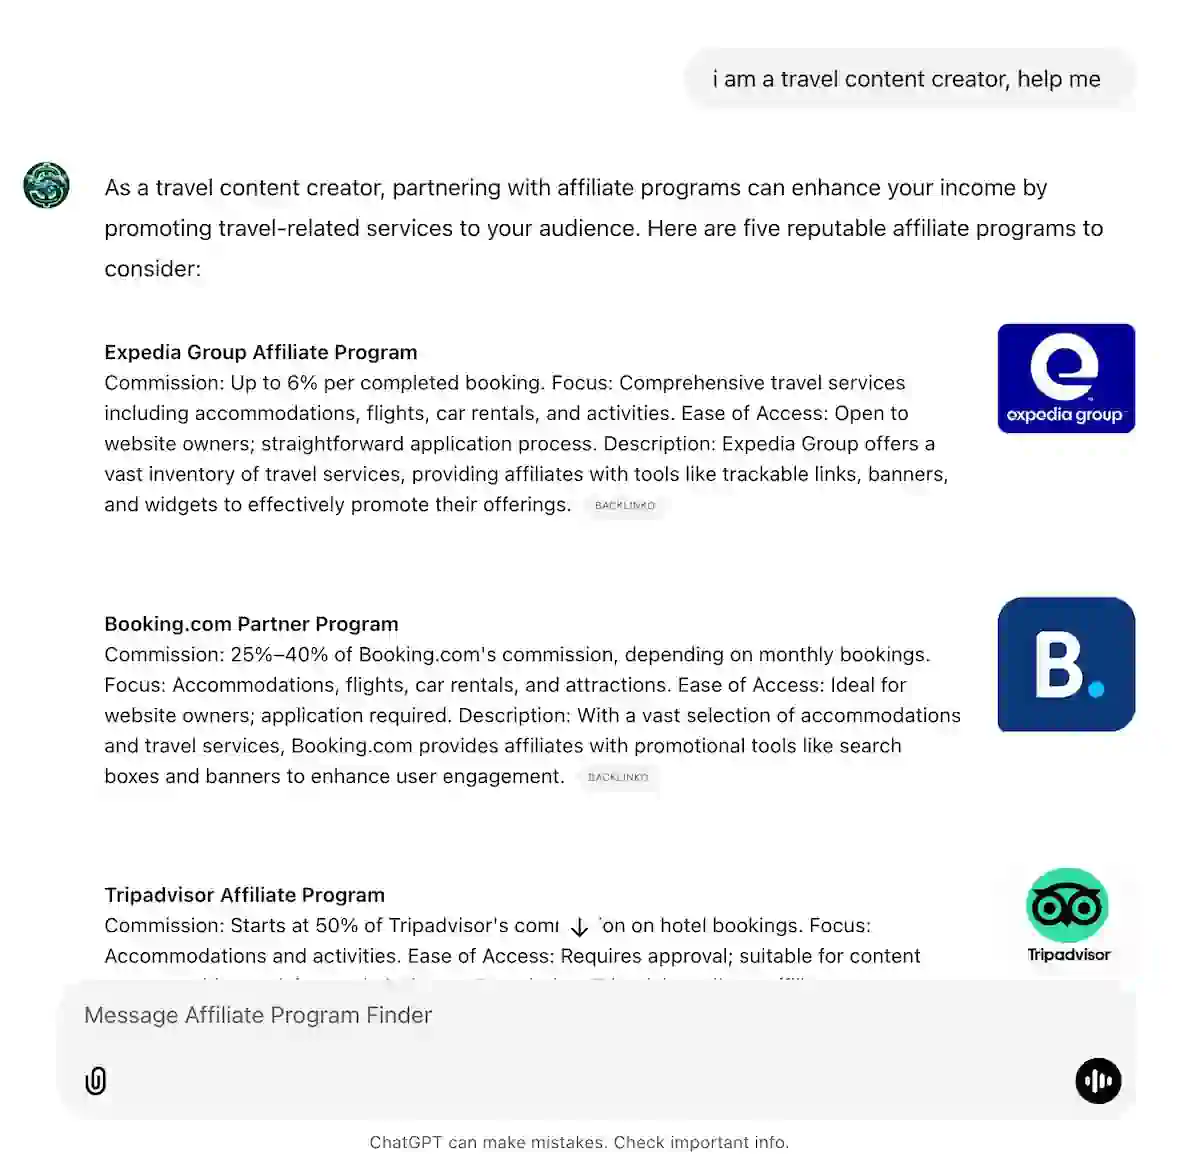 i am a travel content creator, help me
As a travel content creator, partnering with affiliate programs can enhance your income by
promoting travel-related services to your audience. Here are five reputable affiliate programs to
consider:
Expedia Group Affiliate Program
Commission: Up to 6% per completed booking. Focus: Comprehensive travel services
including accommodations, flights, car rentals, and activities. Ease of Access: Open to
website owners; straightforward application process. Description: Expedia Group offers a
vast inventory of travel services, providing affiliates with tools like trackable links, banners,
and widgets to effectively promote their offerings. BACKLINKO
expedia group
Booking.com Partner Program
Commission: 25%–40% of Booking.com's commission, depending on monthly bookings.
Focus: Accommodations, flights, car rentals, and attractions. Ease of Access: Ideal for
website owners; application required. Description: With a vast selection of accommodations
and travel services, Booking.com provides affiliates with promotional tools like search
boxes and banners to enhance user engagement. BACKLINKO
B.
Tripadvisor Affiliate Program
Commission: Starts at 50% of Tripadvisor's on hotel bookings. Focus:
Accommodations and activities. Ease of Access: Requires approval; suitable for content
Tripadvisor
Message Affiliate Program Finder
ChatGPT can make mistakes. Check important info.